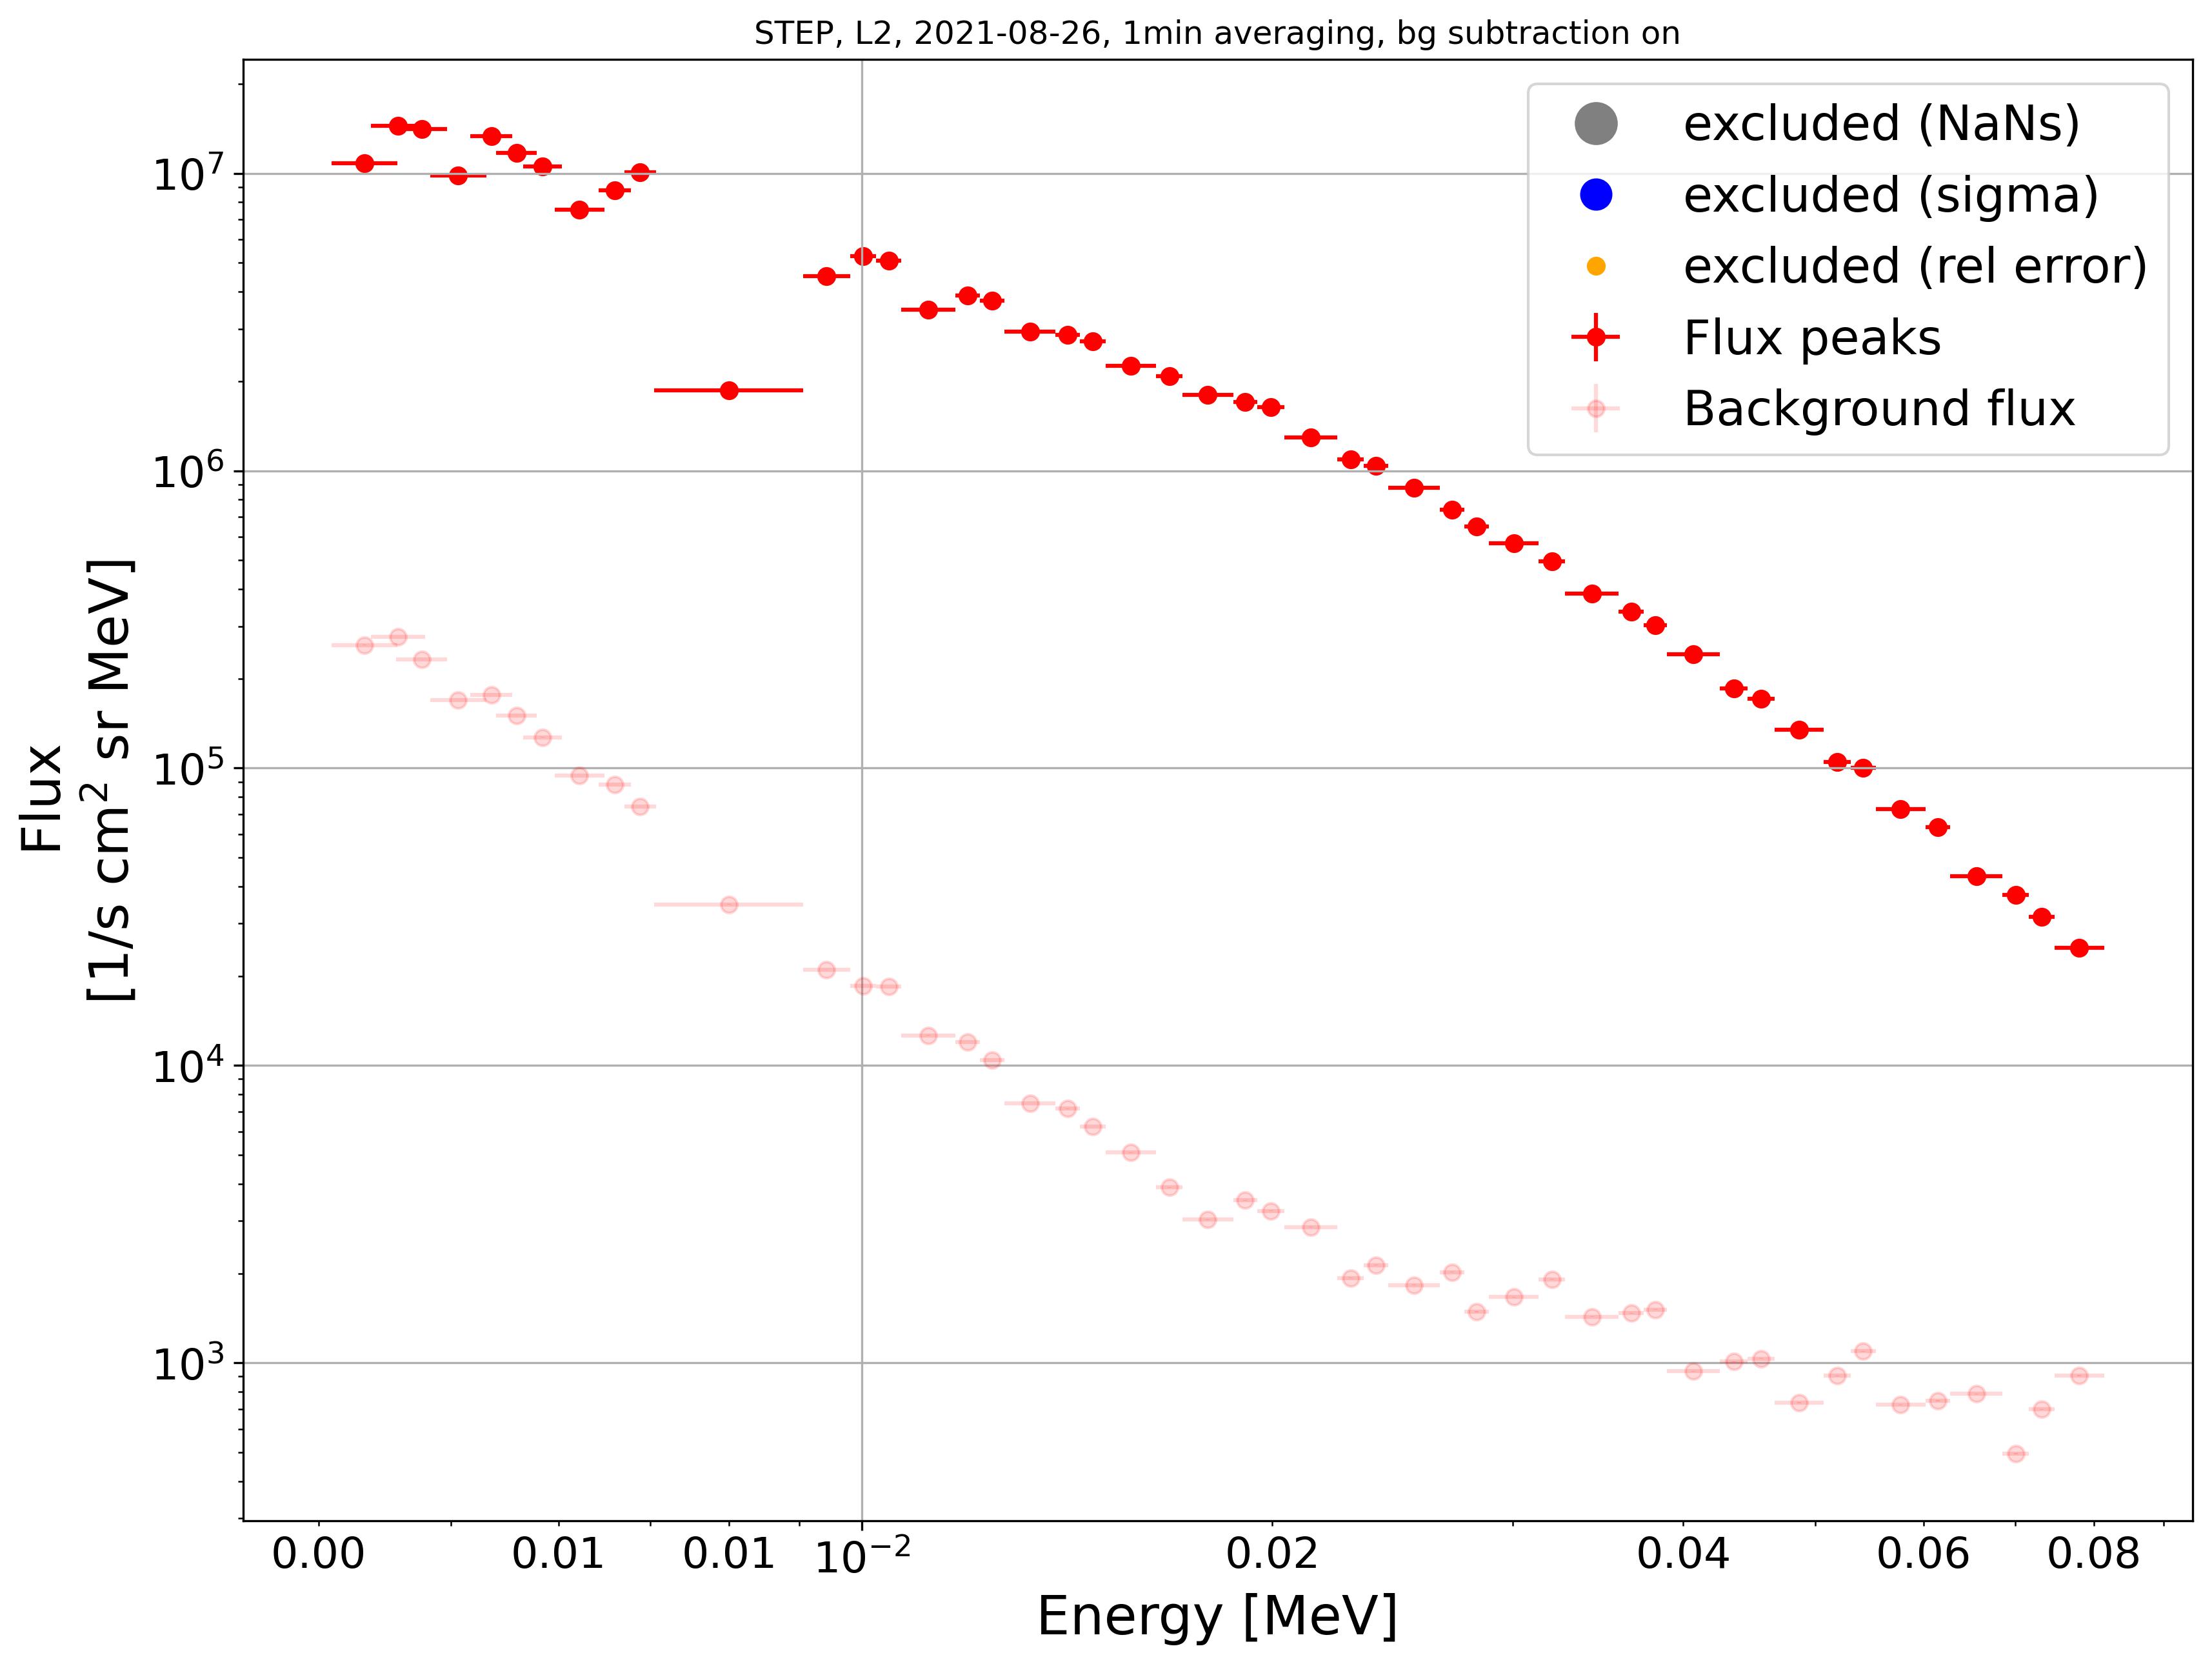 STEP, L2, 2021-08-26, 1min averaging, bg subtraction on
excluded (NaNs)
excluded (sigma)
excluded (rel error)
Flux peaks
Background flux
Flux
[1/s cm² sr MeV]
10⁷
10⁶
10⁵
10⁴
10³
0.00 0.01 0.01 10⁻² 0.02 0.04 0.06 0.08
Energy [MeV]